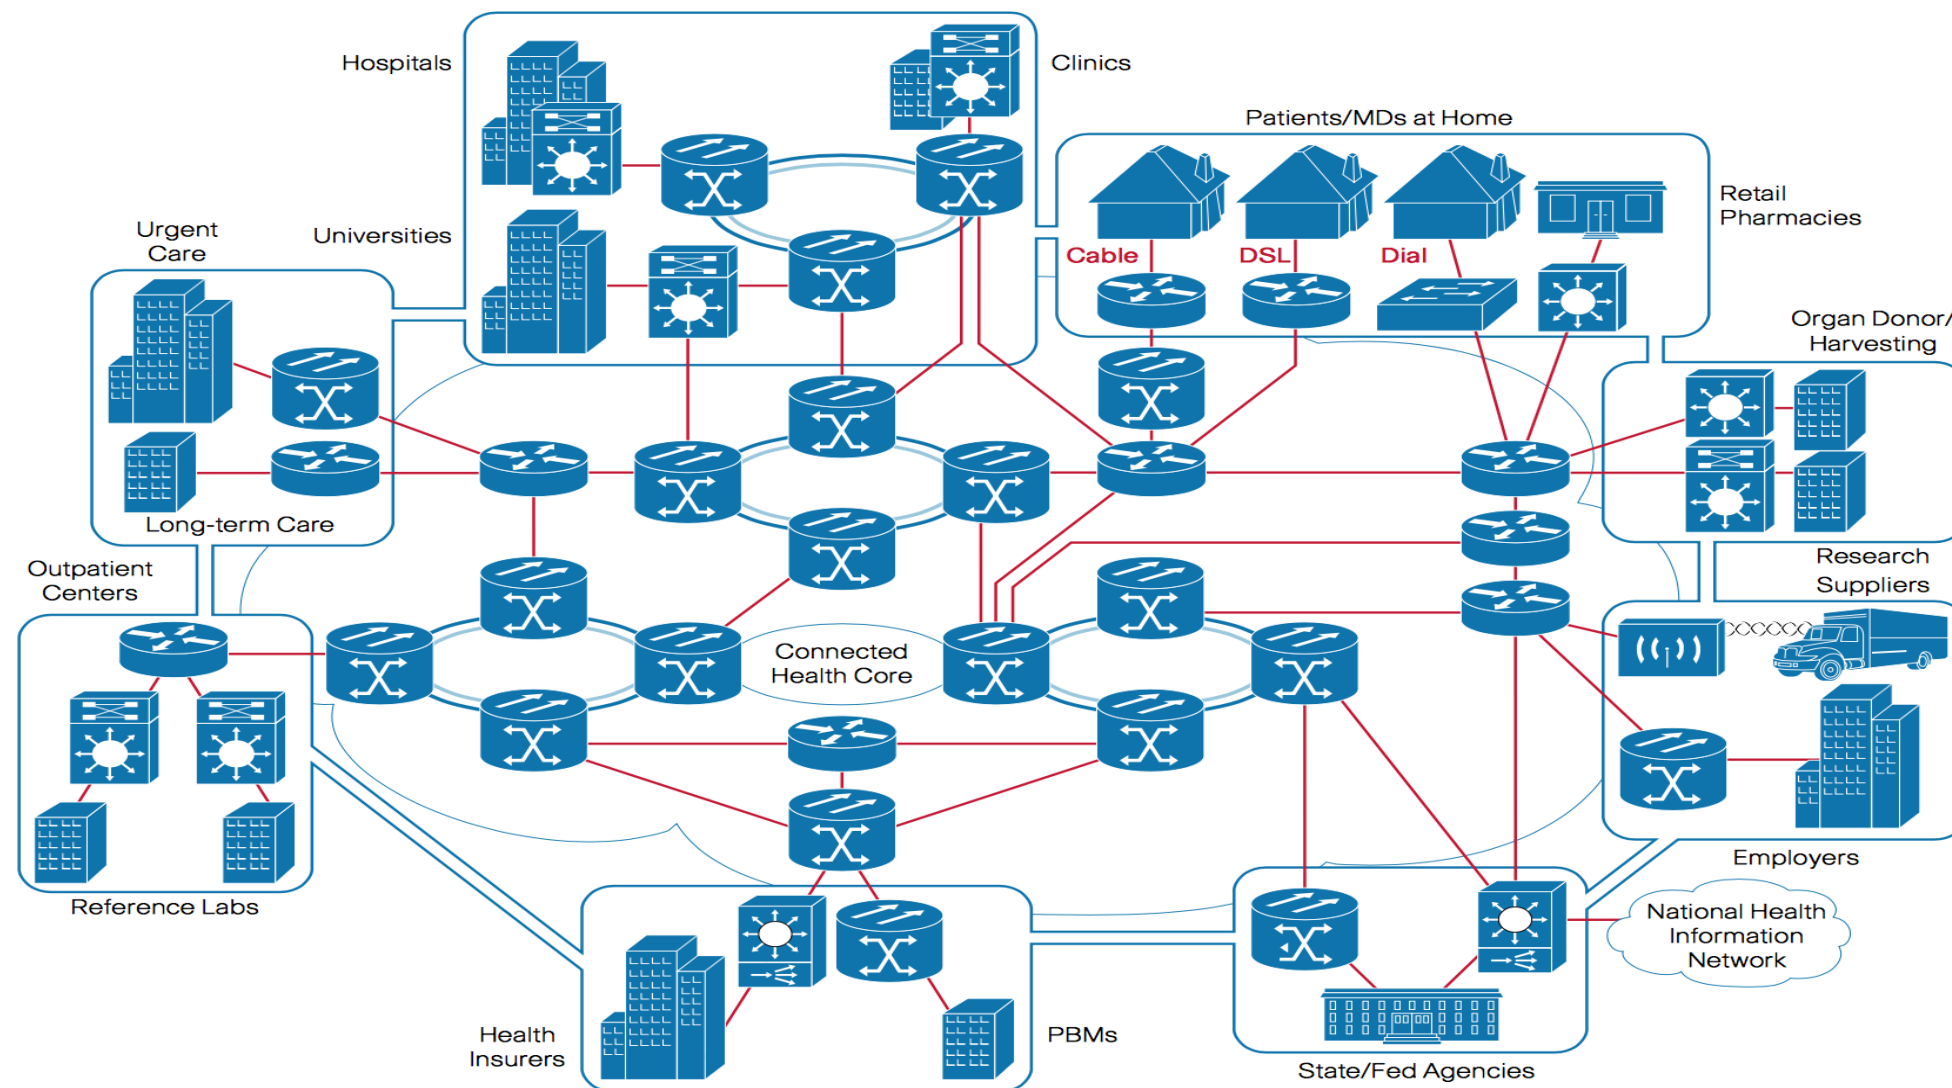 Hospitals
Clinics
Patients/MDs at Home
Urgent
Care
Universities
Retail
Pharmacies
Cable
DSL
Dial
Organ Donor/
Harvesting
Long-term Care
Outpatient
Centers
Research
Suppliers
Connected
Health Core
Reference Labs
Employers
National Health
Information
Network
Health
Insurers
PBMs
State/Fed Agencies